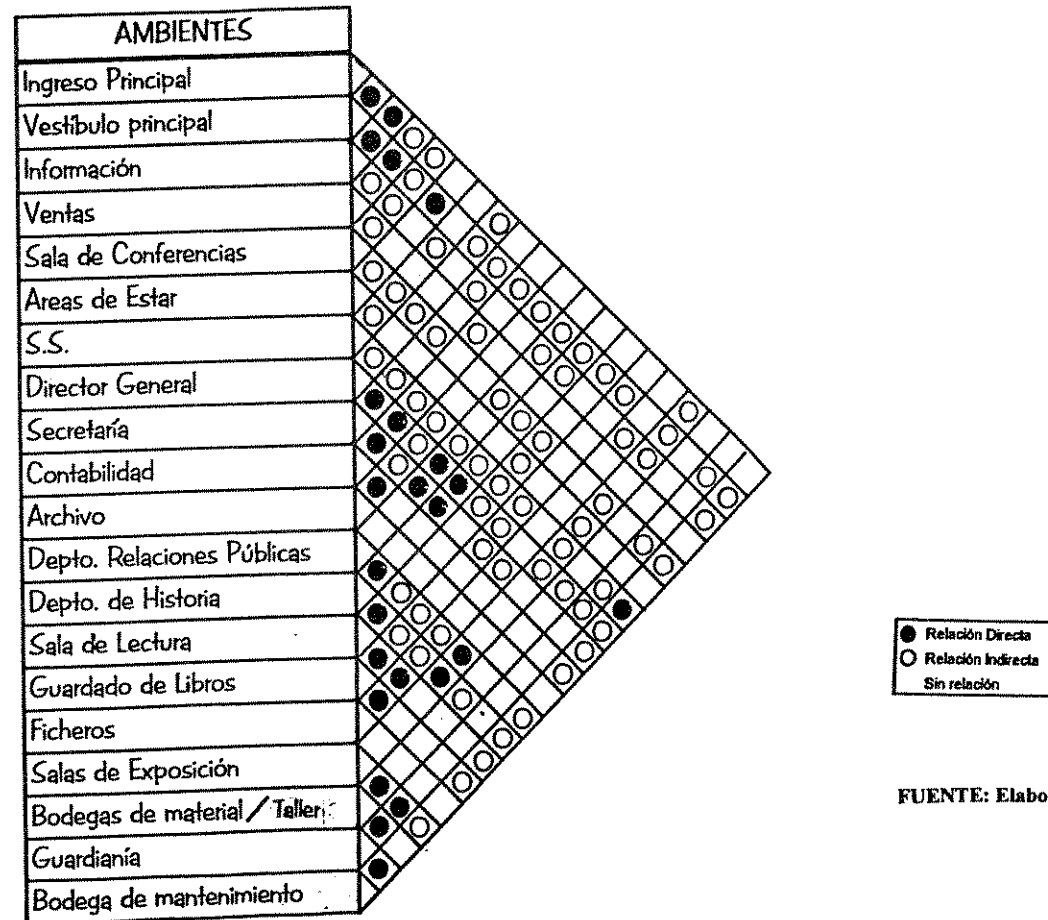 AMBIENTES
Ingreso Principal
Vestíbulo principal
Información
Ventas
Sala de Conferencias
Areas de Estar
S.S.
Director General
Secretaría
Contabilidad
Archivo
Depto. Relaciones Públicas
Depto. de Historia
Sala de Lectura
Guardado de Libros
Ficheros
Salas de Exposición
Bodegas de material / Taller
Guardianía
Bodega de mantenimiento
Relación Directa
Relación Indirecta
Sin relación
FUENTE: Elabo